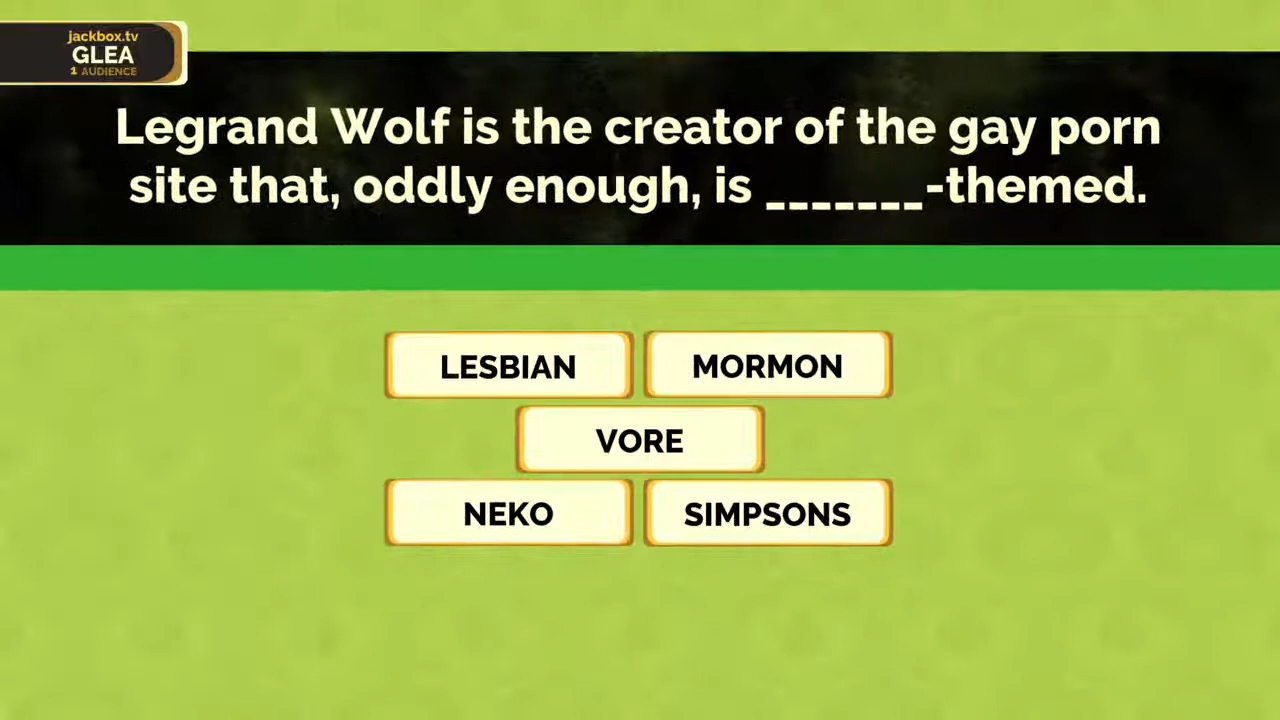 jackbox.tv
GLEA
1 AUDIENCE
Legrand Wolf is the creator of the gay porn
site that, oddly enough, is _______-themed.
LESBIAN
MORMON
VORE
NEKO
SIMPSONS